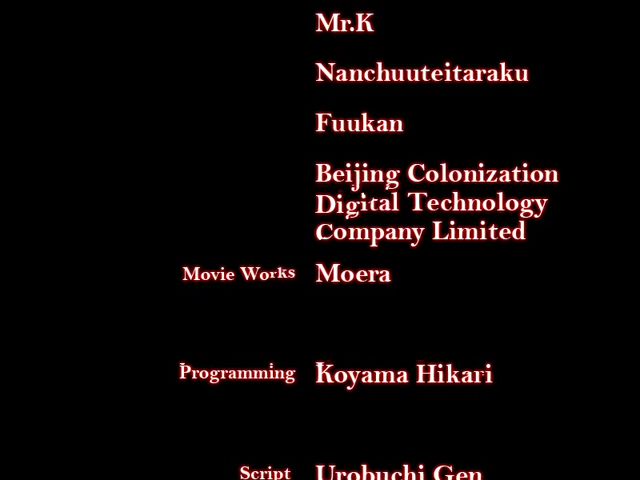 Mr.K
Nanchuuteitaraku
Fuukan
Beijing Colonization
Digital Technology
Company Limited
Movie Works Moera
Programming Koyama Hikari
Script Urobuchi Gen